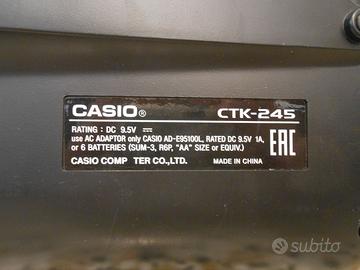 CASIO® CTK-245
RATING : DC 9.5V ⎓
use AC ADAPTOR only CASIO AD-E95100L, RATED DC 9.5V 1A,
or 6 BATTERIES (SUM-3, R6P, "AA" SIZE or EQUIV.)
EAC
CASIO COMP TER CO.,LTD. MADE IN CHINA
subito